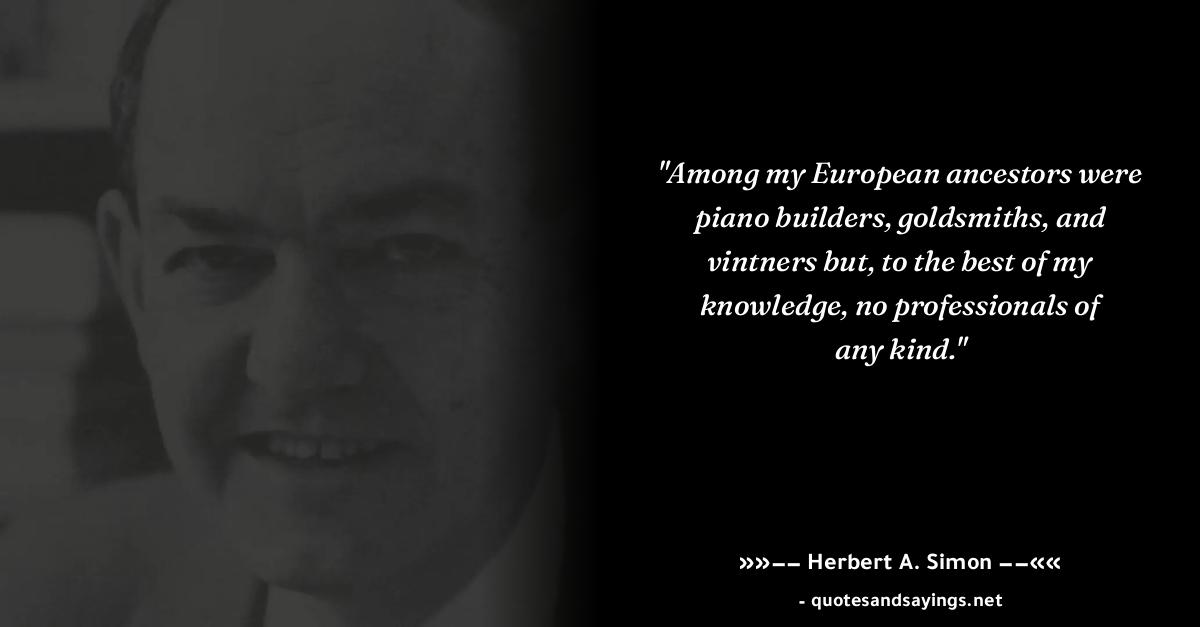 "Among my European ancestors were
piano builders, goldsmiths, and
vintners but, to the best of my
knowledge, no professionals of
any kind."
»»−− Herbert A. Simon −−««
- quotesandsayings.net